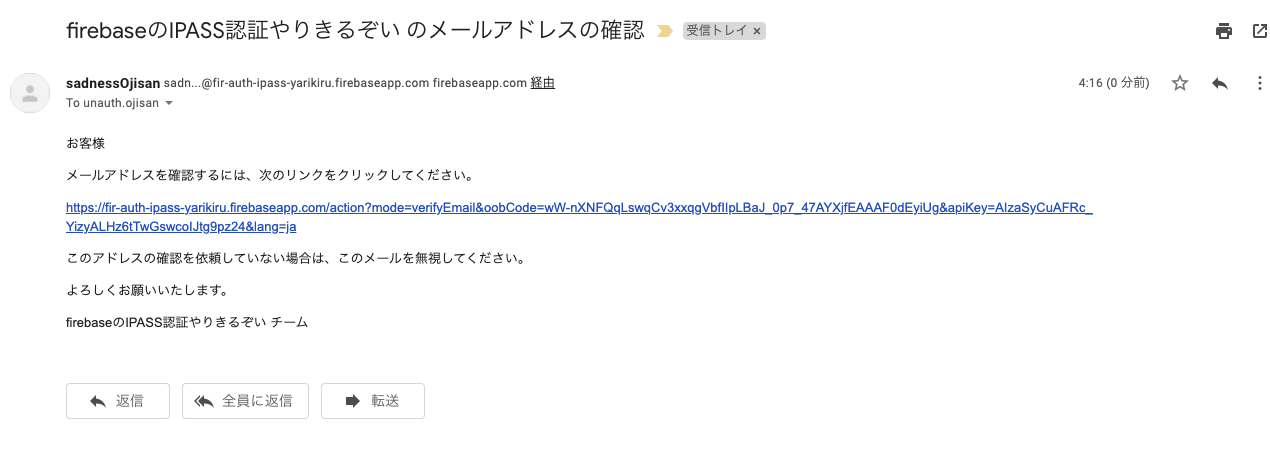 firebaseのIPASS認証やりきるぞい のメールアドレスの確認 受信トレイ ×
sadnessOjisan sadn...@fir-auth-ipass-yarikiru.firebaseapp.com firebaseapp.com 経由 4:16 (0 分前)
To unauth.ojisan
お客様
メールアドレスを確認するには、次のリンクをクリックしてください。
https://fir-auth-ipass-yarikiru.firebaseapp.com/action?mode=verifyEmail&oobCode=wW-nXNFQqLswqCv3xxqgVbfIIpLBaJ_0p7_47AYXjfEAAAF0dEyiUg&apiKey=AIzaSyCuAFRc_
YizyALHz6tTwGswcoIJtg9pz24&lang=ja
このアドレスの確認を依頼していない場合は、このメールを無視してください。
よろしくお願いいたします。
firebaseのIPASS認証やりきるぞい チーム
返信 全員に返信 転送